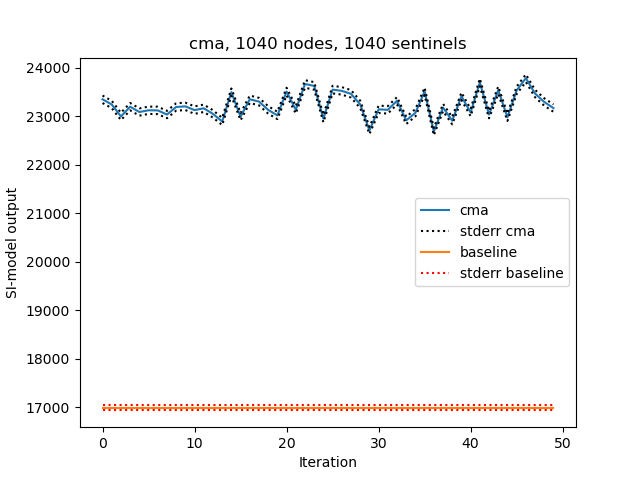 cma, 1040 nodes, 1040 sentinels
24000
23000
22000
21000
20000
19000
18000
17000
SI-model output
cma
stderr cma
baseline
stderr baseline
0 10 20 30 40 50
Iteration